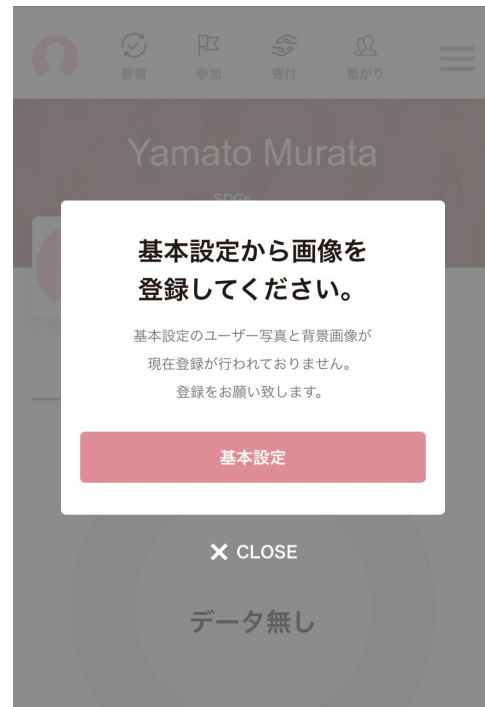 習慣
参加
寄付
繋がり
Yamato Murata
SDGs
基本設定から画像を
登録してください。
基本設定のユーザー写真と背景画像が
現在登録が行われておりません。
登録をお願い致します。
基本設定
× CLOSE
データ無し